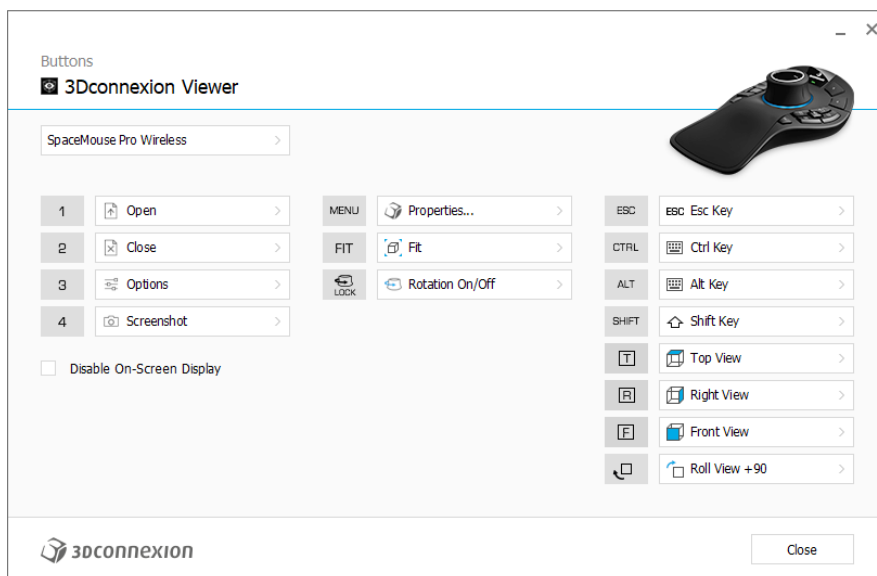 Buttons
3Dconnexion Viewer
SpaceMouse Pro Wireless
1 Open
2 Close
3 Options
4 Screenshot
Disable On-Screen Display
MENU Properties...
FIT Fit
LOCK Rotation On/Off
ESC ESC Esc Key
CTRL Ctrl Key
ALT Alt Key
SHIFT Shift Key
T Top View
R Right View
F Front View
Roll View +90
3Dconnexion
Close